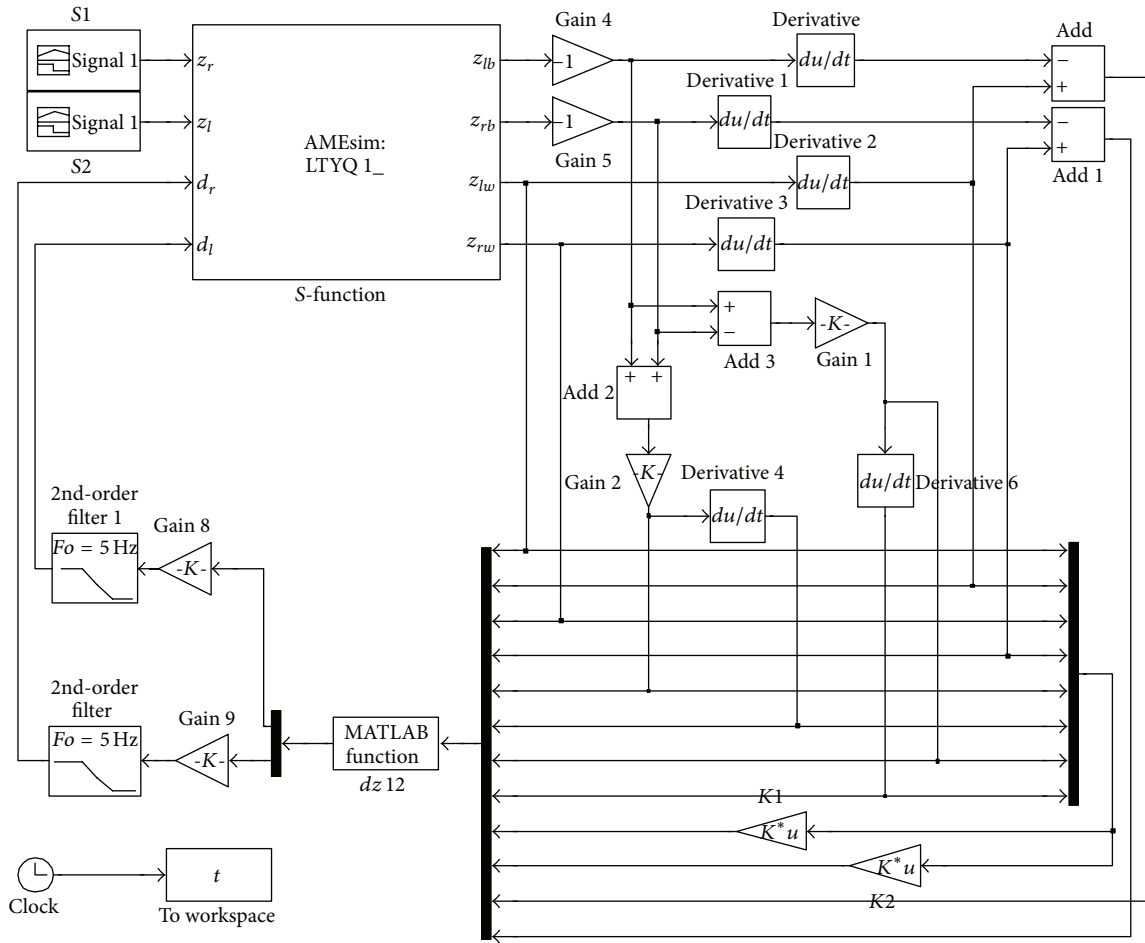 S1
Signal 1
Signal 1
S2
z_r
z_l
d_r
d_l
AMEsim:
LTYQ 1_
z_lb
z_rb
z_lw
z_rw
S-function
Gain 4
-1
-1
Gain 5
Derivative
du/dt
Derivative 1
du/dt
Derivative 2
du/dt
Derivative 3
du/dt
Add
−
+
−
+
Add 1
+
−
Add 3
-K-
Gain 1
Add 2
+ +
Gain 2
-K-
Derivative 4
du/dt
du/dt
Derivative 6
2nd-order
filter 1
Fo = 5 Hz
Gain 8
-K-
2nd-order
filter
Fo = 5 Hz
Gain 9
-K-
MATLAB
function
dz 12
K1
K*u
K*u
K2
Clock
t
To workspace